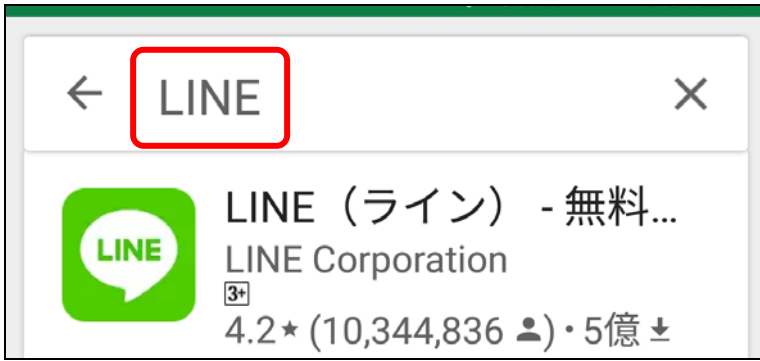 LINE
LINE（ライン） - 無料...
LINE
LINE Corporation
3+
4.2★ (10,344,836 ) • 5億